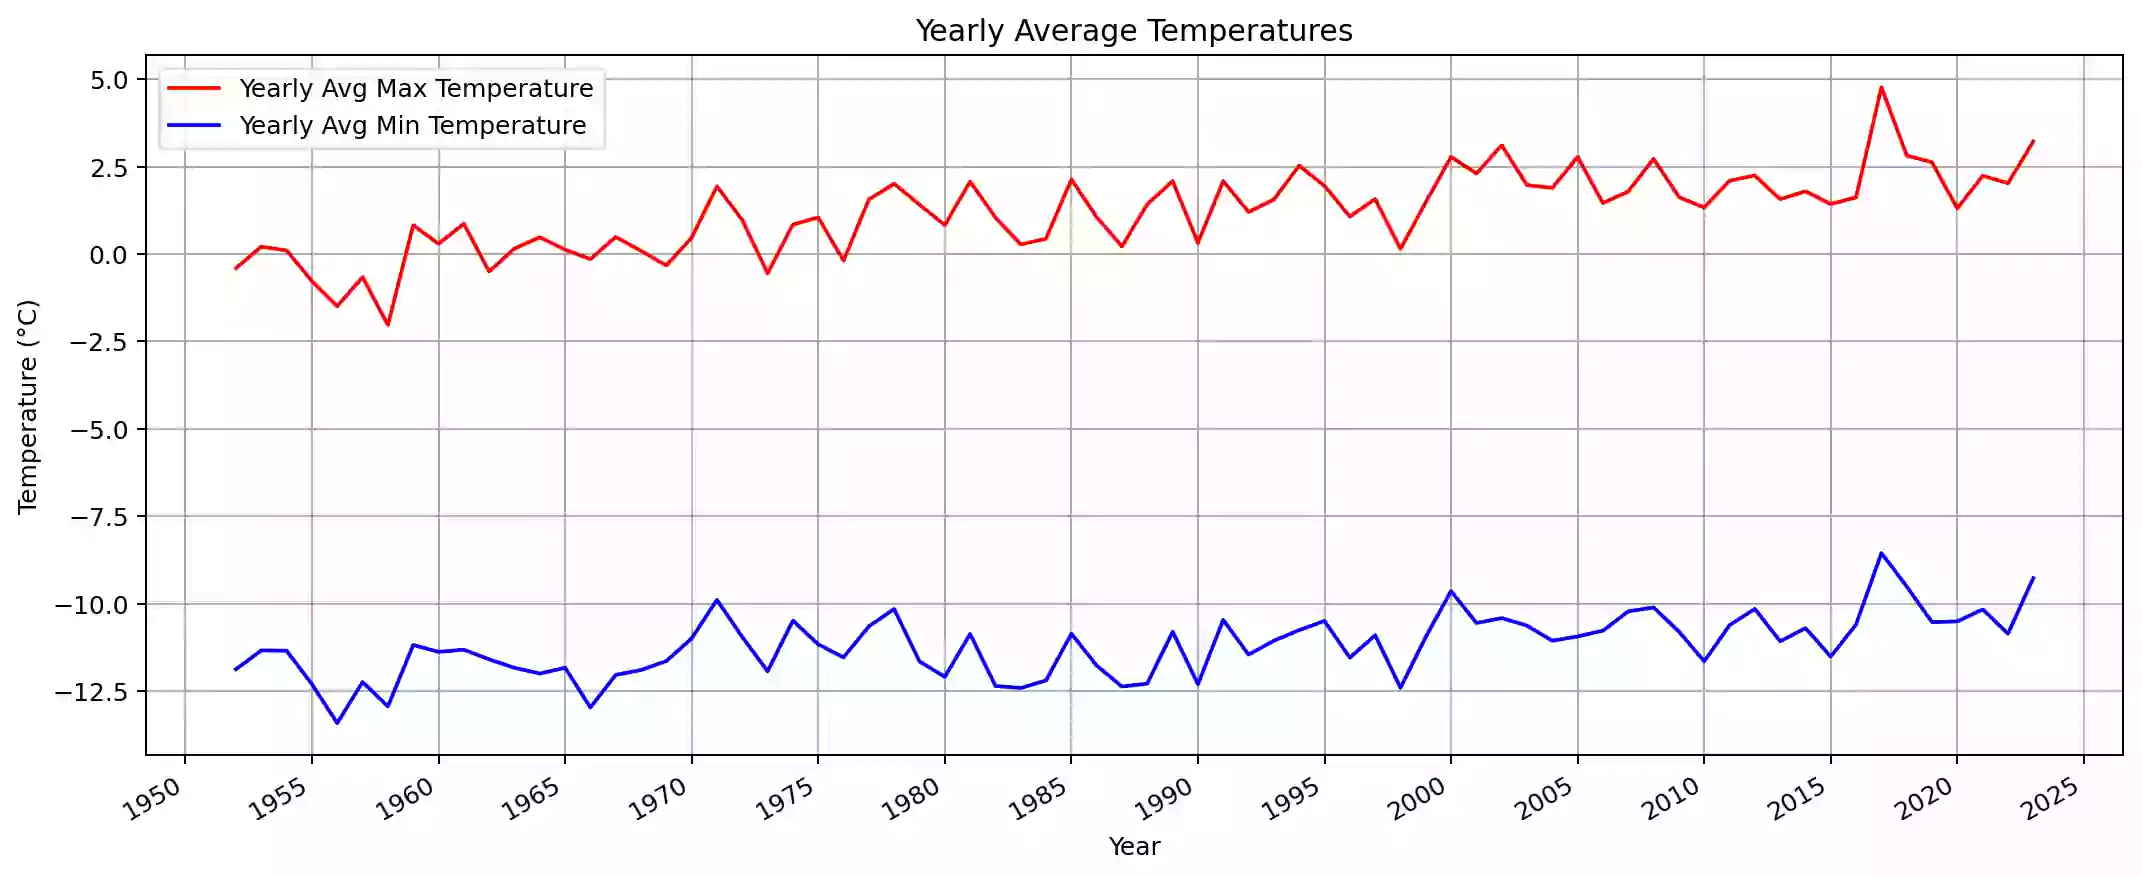 Yearly Average Temperatures
Yearly Avg Max Temperature
Yearly Avg Min Temperature
5.0
2.5
0.0
−2.5
−5.0
−7.5
−10.0
−12.5
Temperature (°C)
1950 1955 1960 1965 1970 1975 1980 1985 1990 1995 2000 2005 2010 2015 2020 2025
Year